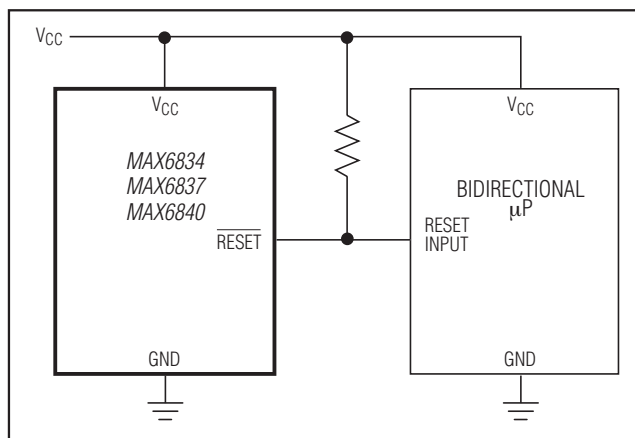 VCC
VCC
MAX6834
MAX6837
MAX6840
RESET
GND
VCC
BIDIRECTIONAL
μP
RESET
INPUT
GND